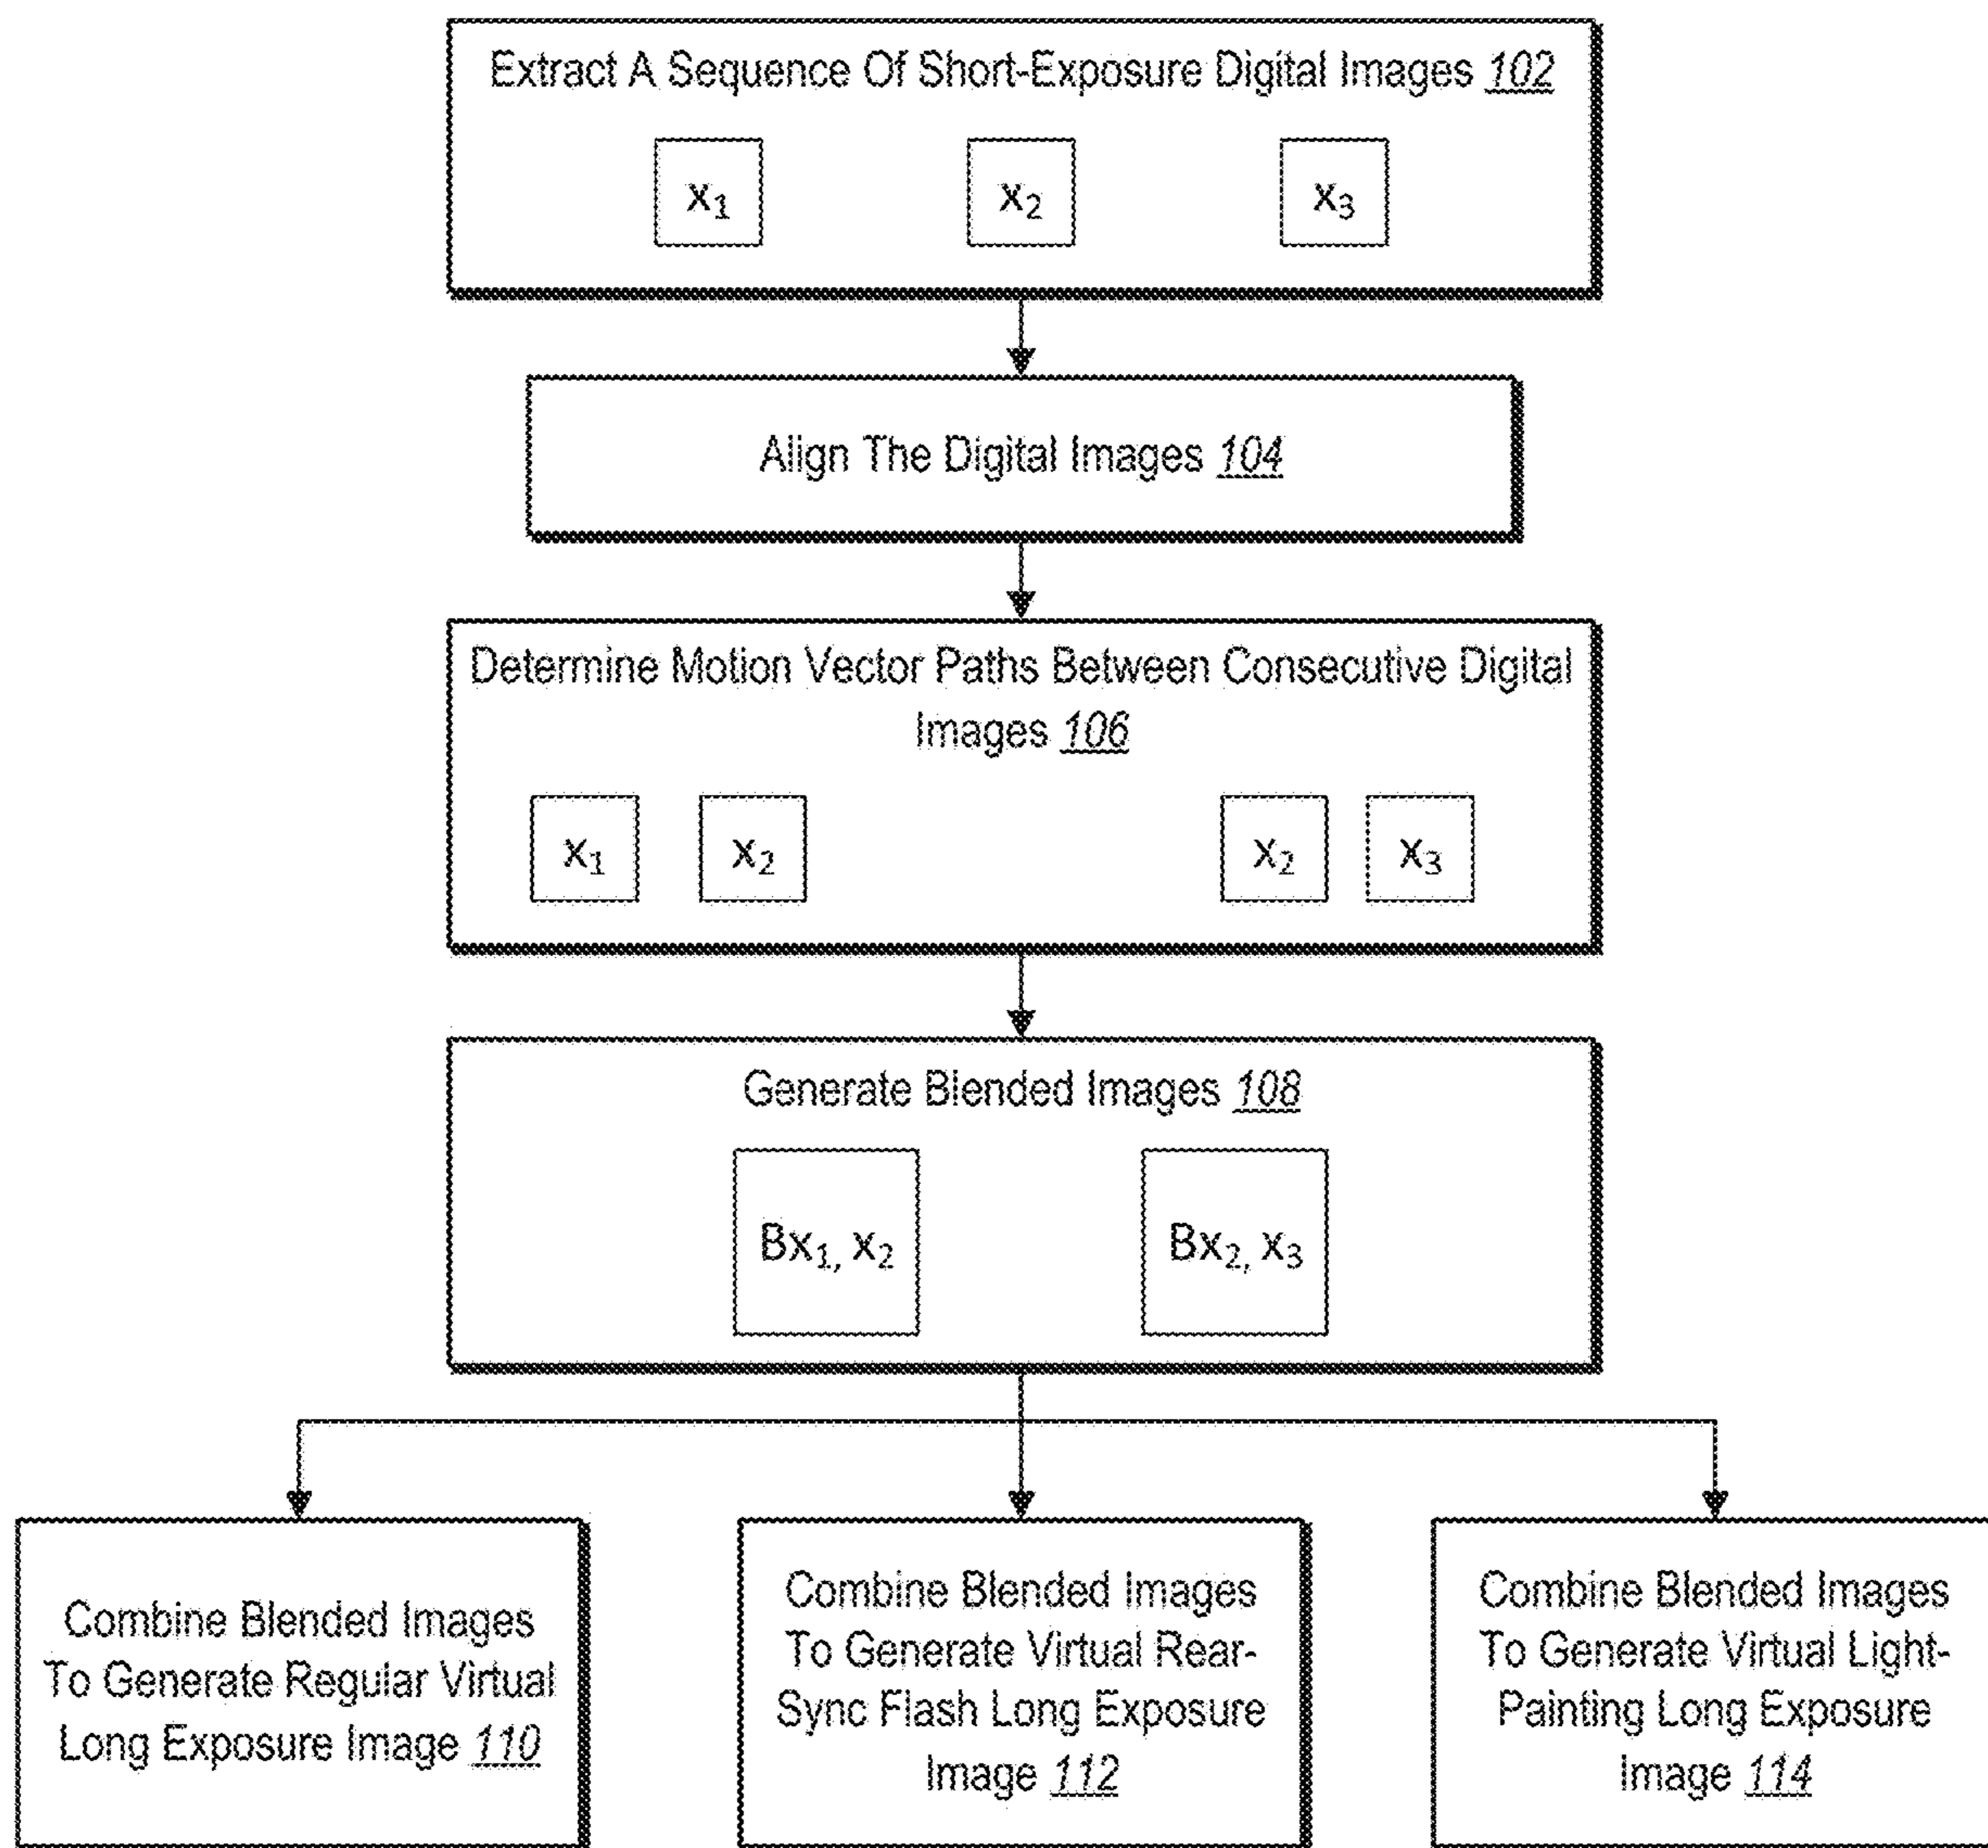 Extract A Sequence Of Short-Exposure Digital Images 102
x₁ x₂ x₃
Align The Digital Images 104
Determine Motion Vector Paths Between Consecutive Digital
Images 106
x₁ x₂ x₂ x₃
Generate Blended Images 108
Bx₁, x₂ Bx₂, x₃
Combine Blended Images
To Generate Regular Virtual
Long Exposure Image 110
Combine Blended Images
To Generate Virtual Rear-
Sync Flash Long Exposure
Image 112
Combine Blended Images
To Generate Virtual Light-
Painting Long Exposure
Image 114